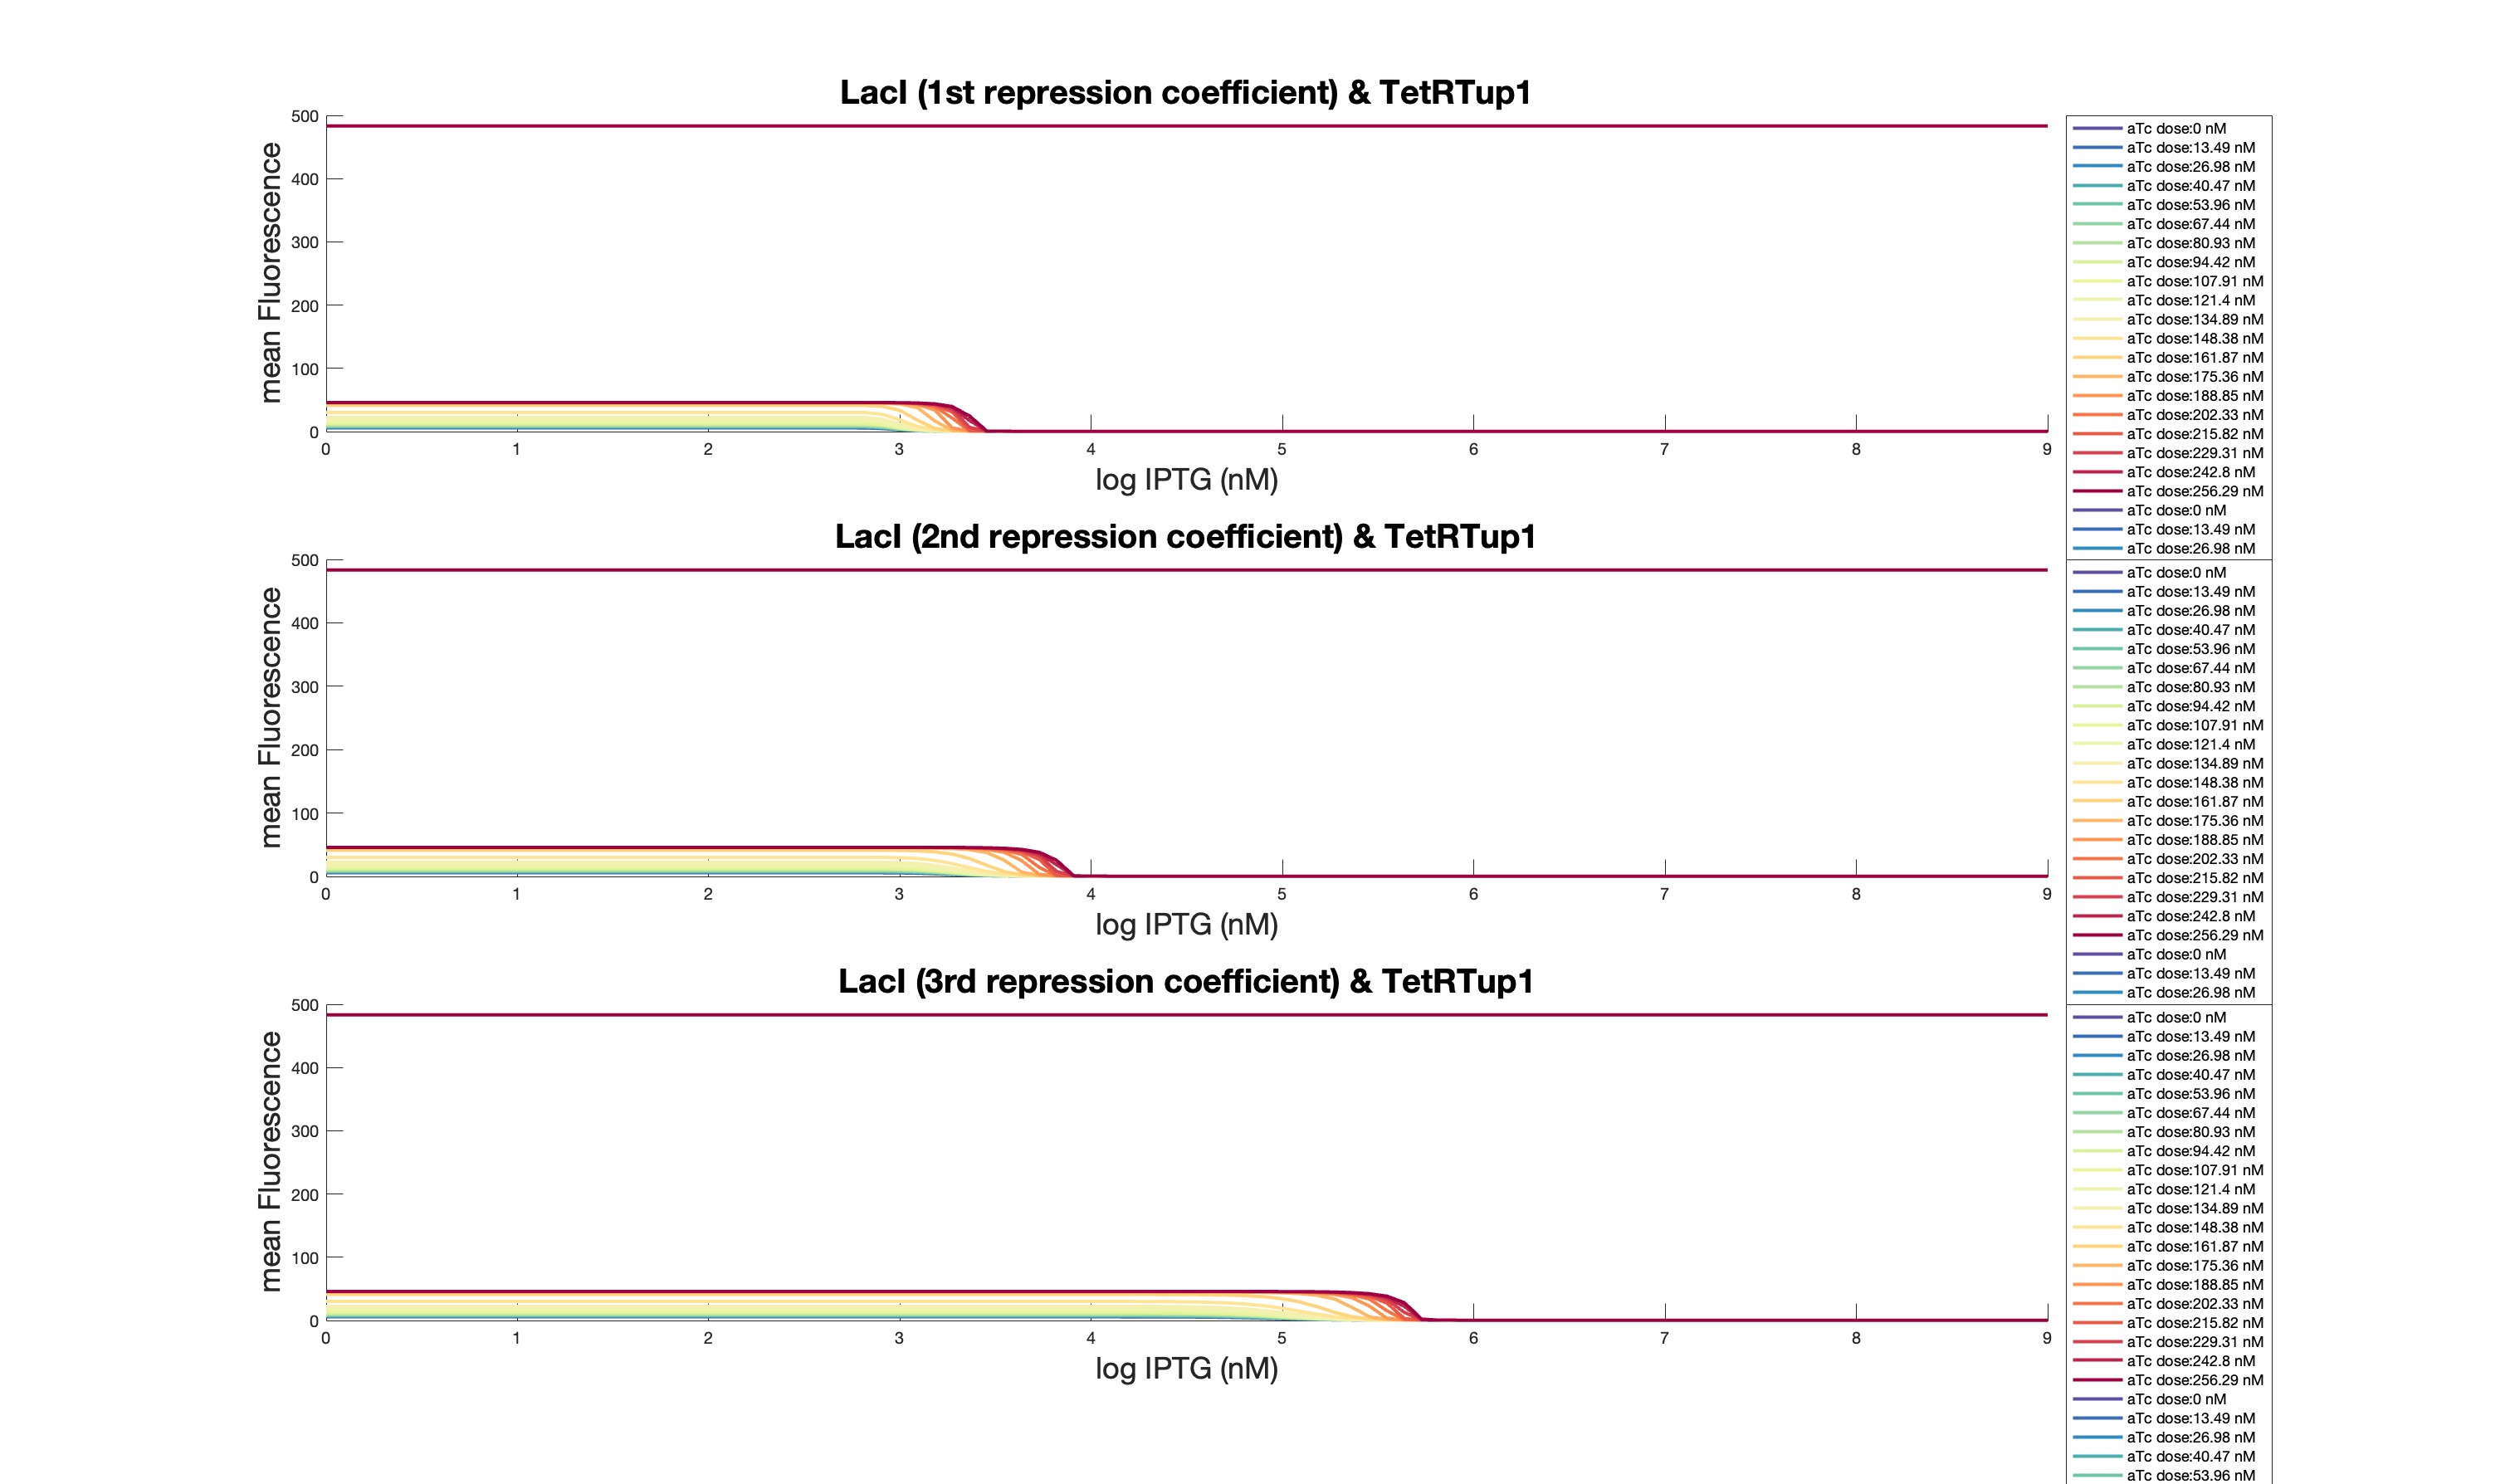 LacI (1st repression coefficient) & TetRTup1
500
400
300
200
100
0
mean Fluorescence
0 1 2 3 4 5 6 7 8 9
log IPTG (nM)
aTc dose:0 nM
aTc dose:13.49 nM
aTc dose:26.98 nM
aTc dose:40.47 nM
aTc dose:53.96 nM
aTc dose:67.44 nM
aTc dose:80.93 nM
aTc dose:94.42 nM
aTc dose:107.91 nM
aTc dose:121.4 nM
aTc dose:134.89 nM
aTc dose:148.38 nM
aTc dose:161.87 nM
aTc dose:175.36 nM
aTc dose:188.85 nM
aTc dose:202.33 nM
aTc dose:215.82 nM
aTc dose:229.31 nM
aTc dose:242.8 nM
aTc dose:256.29 nM
aTc dose:0 nM
aTc dose:13.49 nM
aTc dose:26.98 nM
LacI (2nd repression coefficient) & TetRTup1
500
400
300
200
100
0
mean Fluorescence
0 1 2 3 4 5 6 7 8 9
log IPTG (nM)
aTc dose:0 nM
aTc dose:13.49 nM
aTc dose:26.98 nM
aTc dose:40.47 nM
aTc dose:53.96 nM
aTc dose:67.44 nM
aTc dose:80.93 nM
aTc dose:94.42 nM
aTc dose:107.91 nM
aTc dose:121.4 nM
aTc dose:134.89 nM
aTc dose:148.38 nM
aTc dose:161.87 nM
aTc dose:175.36 nM
aTc dose:188.85 nM
aTc dose:202.33 nM
aTc dose:215.82 nM
aTc dose:229.31 nM
aTc dose:242.8 nM
aTc dose:256.29 nM
aTc dose:0 nM
aTc dose:13.49 nM
aTc dose:26.98 nM
LacI (3rd repression coefficient) & TetRTup1
500
400
300
200
100
0
mean Fluorescence
0 1 2 3 4 5 6 7 8 9
log IPTG (nM)
aTc dose:0 nM
aTc dose:13.49 nM
aTc dose:26.98 nM
aTc dose:40.47 nM
aTc dose:53.96 nM
aTc dose:67.44 nM
aTc dose:80.93 nM
aTc dose:94.42 nM
aTc dose:107.91 nM
aTc dose:121.4 nM
aTc dose:134.89 nM
aTc dose:148.38 nM
aTc dose:161.87 nM
aTc dose:175.36 nM
aTc dose:188.85 nM
aTc dose:202.33 nM
aTc dose:215.82 nM
aTc dose:229.31 nM
aTc dose:242.8 nM
aTc dose:256.29 nM
aTc dose:0 nM
aTc dose:13.49 nM
aTc dose:26.98 nM
aTc dose:40.47 nM
aTc dose:53.96 nM